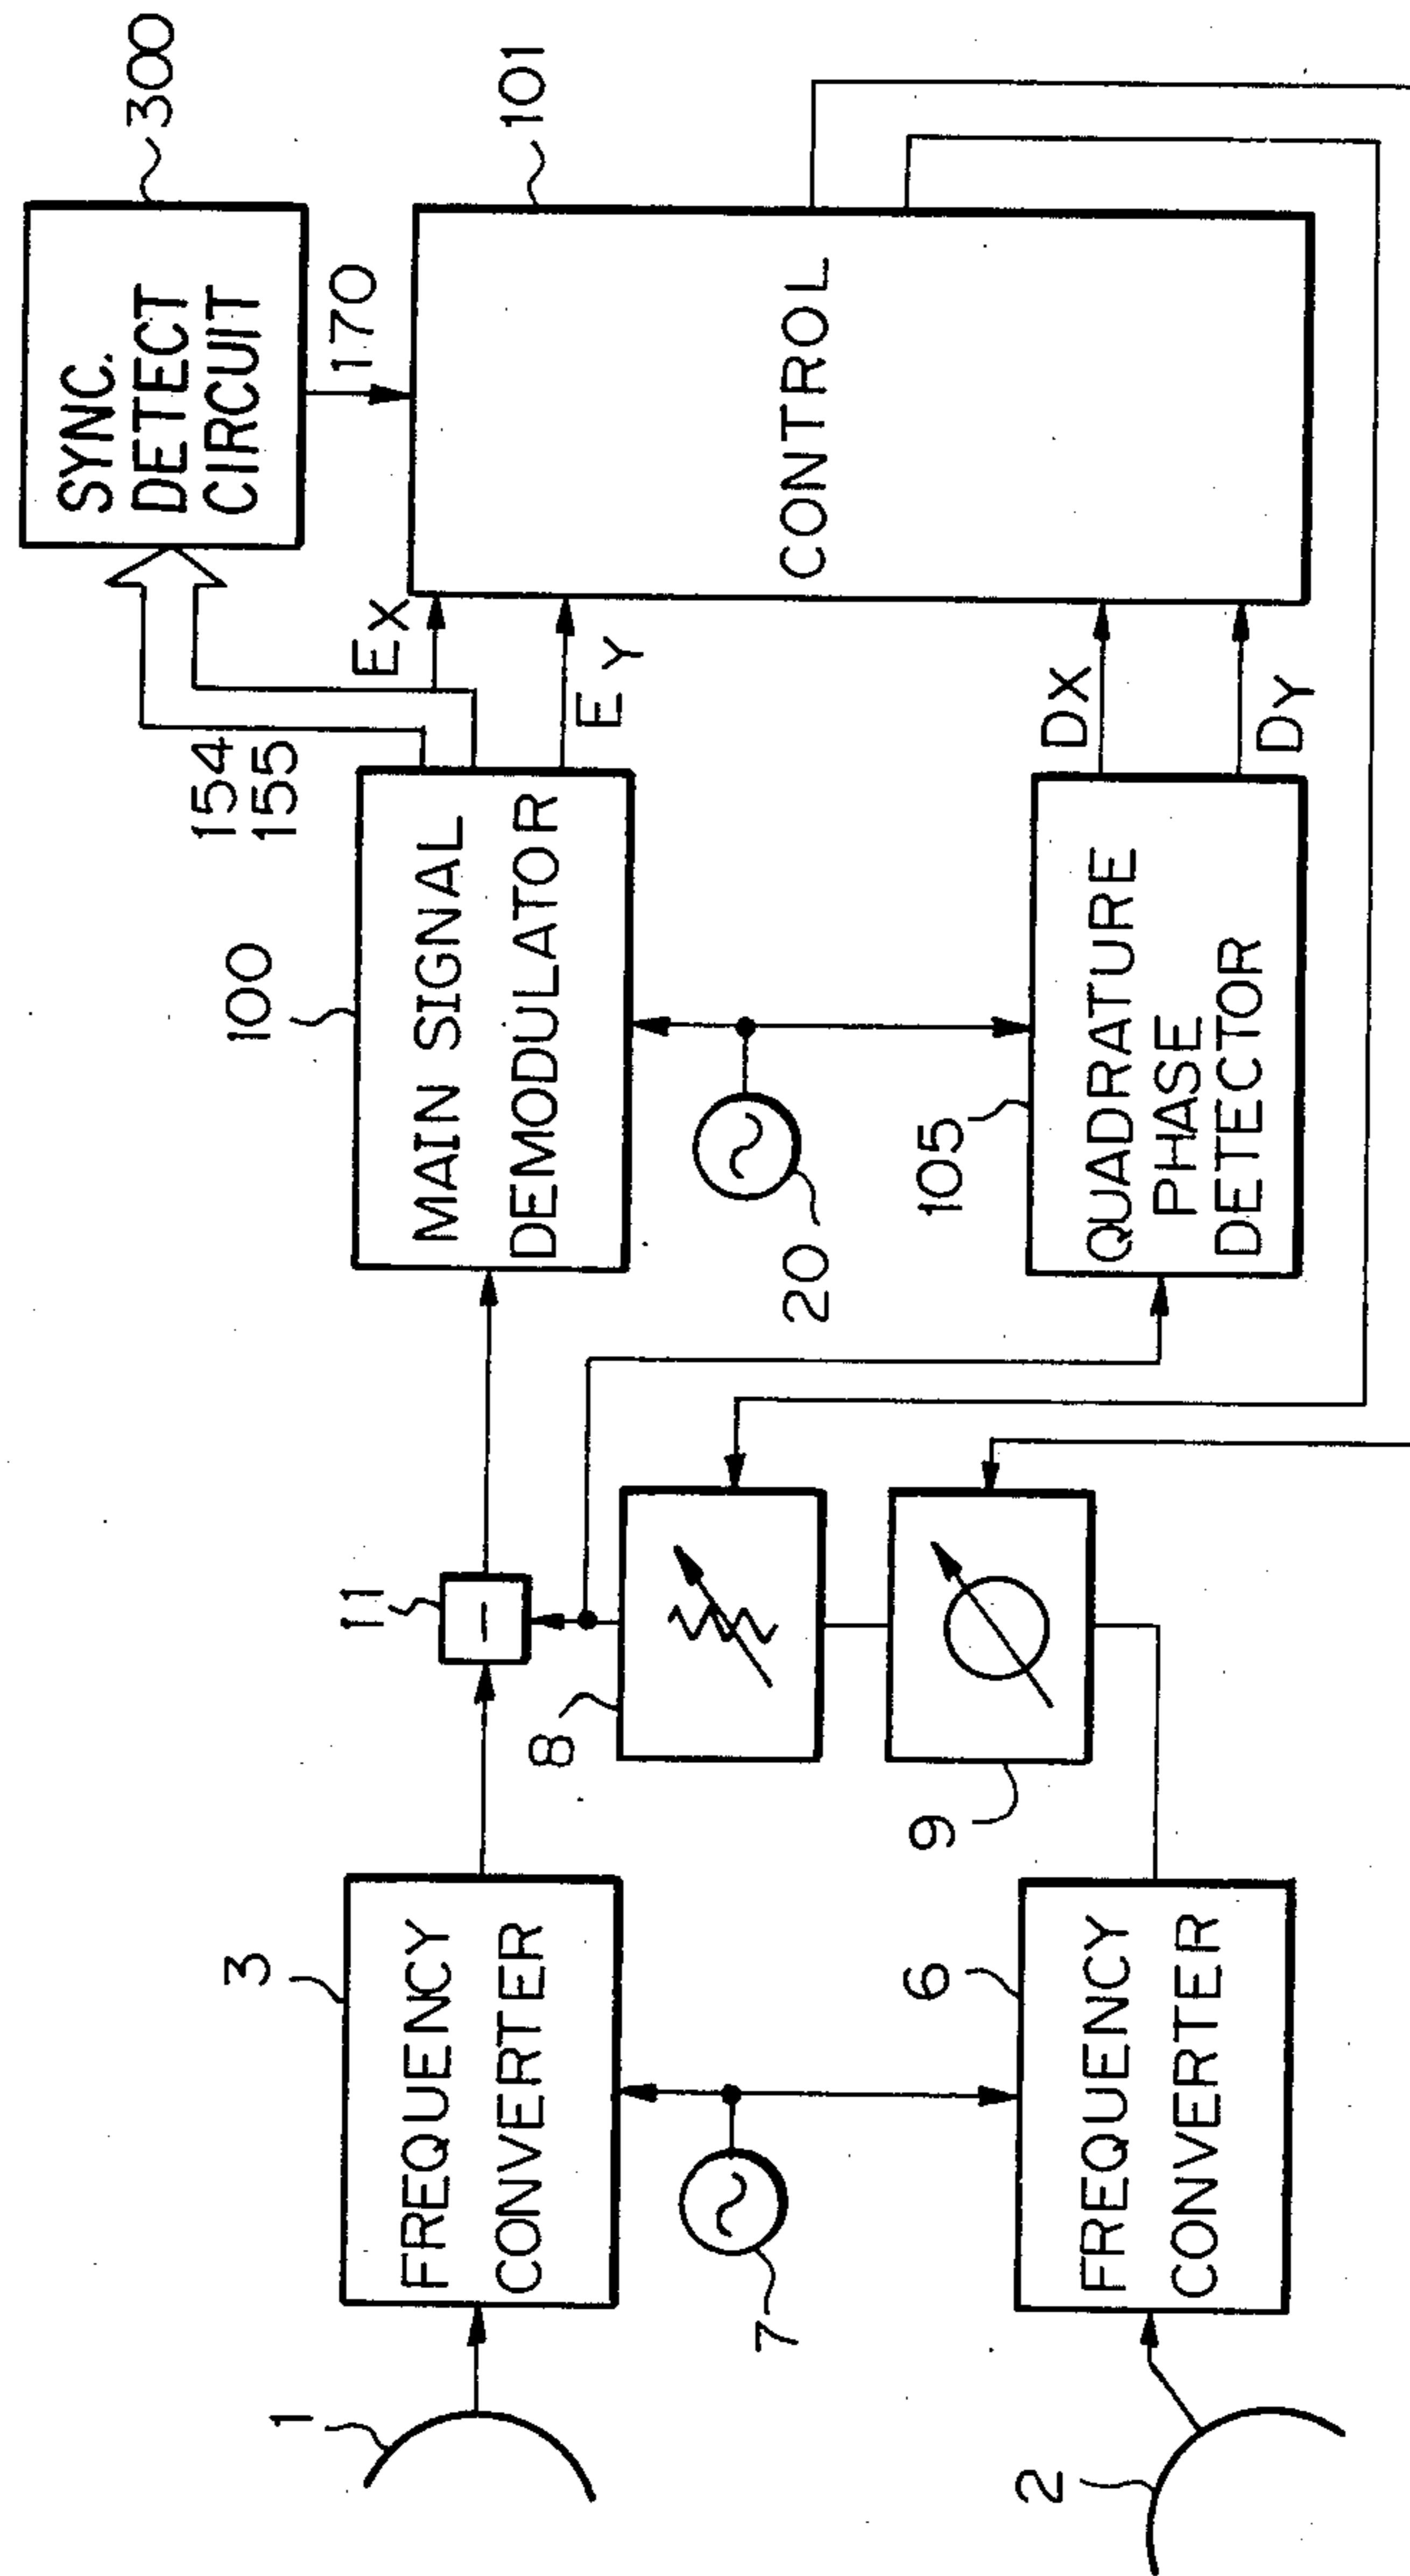 300
SYNC.
DETECT
CIRCUIT
170
101
CONTROL
154
155
EX
EY
DX
DY
100
MAIN SIGNAL
DEMODULATOR
20
105
QUADRATURE
PHASE
DETECTOR
11
8
9
3
FREQUENCY
CONVERTER
7
6
FREQUENCY
CONVERTER
1
2